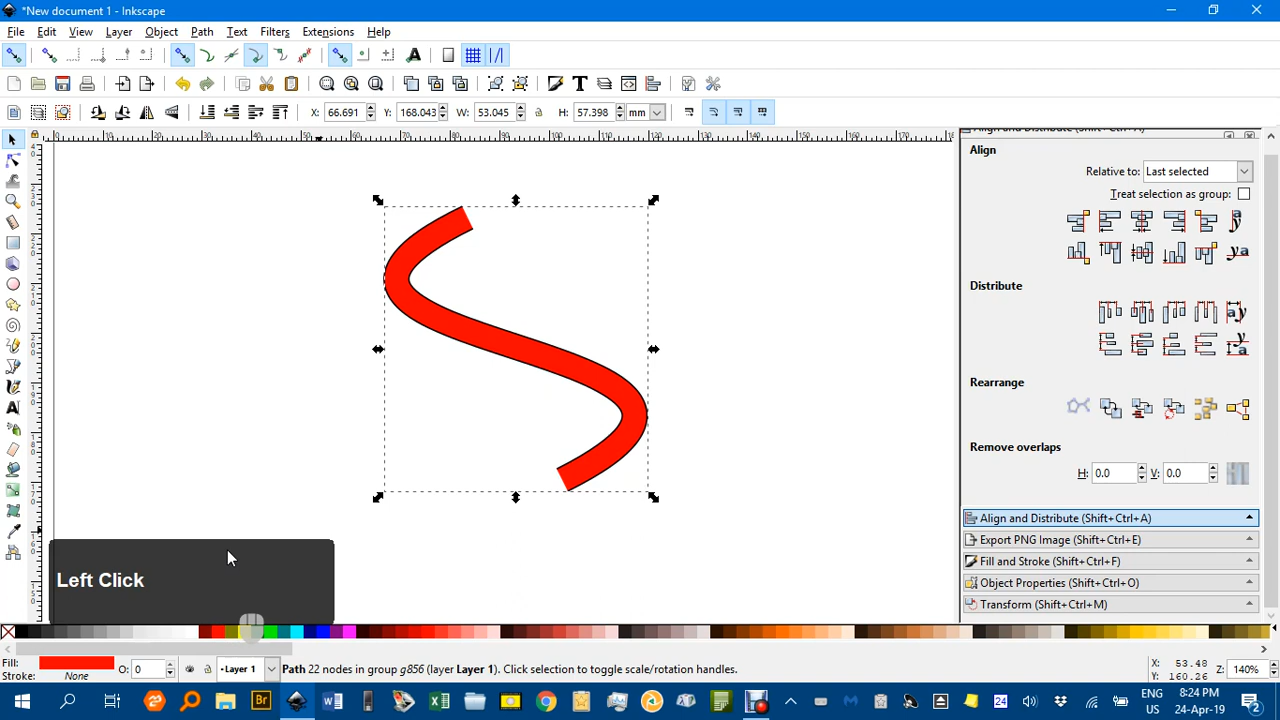 *New document 1 - Inkscape
File Edit View Layer Object Path Text Filters Extensions Help
X: 66.691 Y: 168.043 W: 53.045 H: 57.398 mm
Align and Distribute (Shift+Ctrl+A)
Align
Relative to: Last selected
Treat selection as group:
Distribute
Rearrange
Remove overlaps
H: 0.0 V: 0.0
Align and Distribute (Shift+Ctrl+A)
Export PNG Image (Shift+Ctrl+E)
Fill and Stroke (Shift+Ctrl+F)
Object Properties (Shift+Ctrl+O)
Transform (Shift+Ctrl+M)
Left Click
Fill: O: 0 Layer 1 Path 22 nodes in group g856 (layer Layer 1). Click selection to toggle scale/rotation handles. X: 53.48 Z: 140%
Stroke: None Y: 160.26
ENG 8:24 PM
US 24-Apr-19